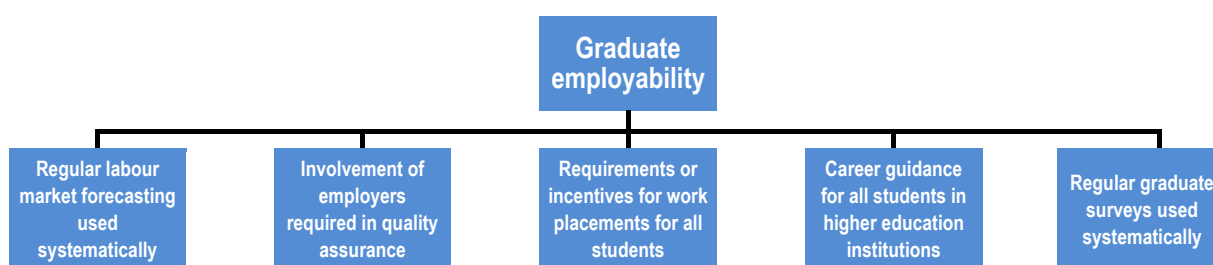 Graduate
employability
Regular labour
market forecasting
used
systematically
Involvement of
employers
required in quality
assurance
Requirements or
incentives for work
placements for all
students
Career guidance
for all students in
higher education
institutions
Regular graduate
surveys used
systematically